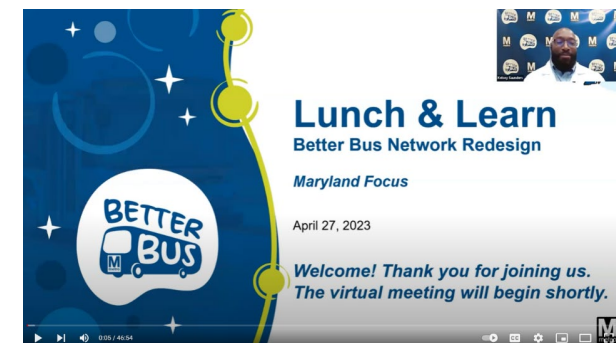 Lunch & Learn
Better Bus Network Redesign
Maryland Focus
April 27, 2023
Welcome! Thank you for joining us.
The virtual meeting will begin shortly.
BETTER
BUS
M
0:05 / 46:54
CC
M